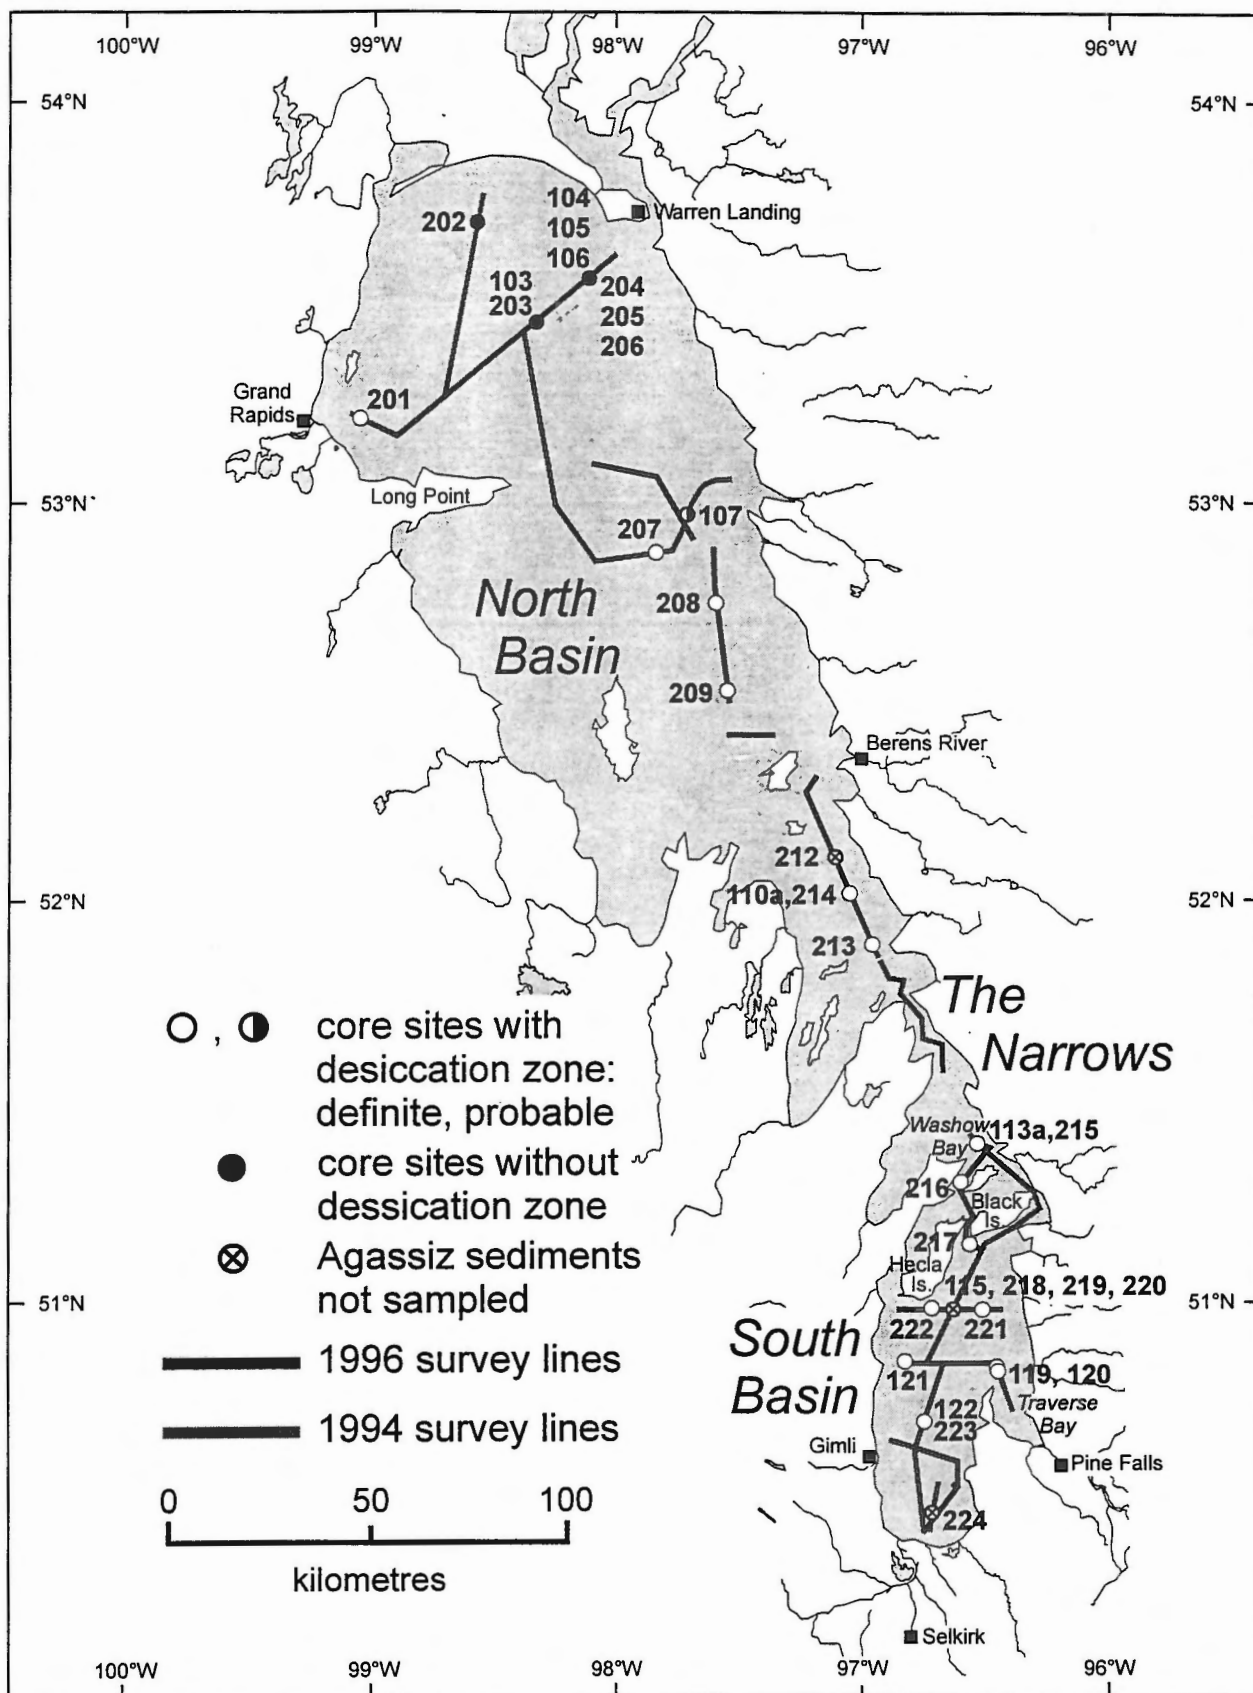 100°W
99°W
98°W
97°W
96°W
54°N
54°N
104
Warren Landing
202
105
106
103
204
203
205
206
Grand
Rapids
201
Long Point
53°N
53°N
207
107
North
Basin
208
209
Berens River
212
52°N
52°N
110a,214
213
The
Narrows
core sites with
desiccation zone:
definite, probable
core sites without
dessication zone
Agassiz sediments
not sampled
1996 survey lines
1994 survey lines
0
50
100
kilometres
Washow
Bay
113a,215
216
Black
Is.
217
Hecla
Is.
115, 218, 219, 220
51°N
51°N
222
221
South
Basin
121
119, 120
Traverse
Bay
122
223
Gimli
Pine Falls
224
Selkirk
100°W
99°W
98°W
97°W
96°W